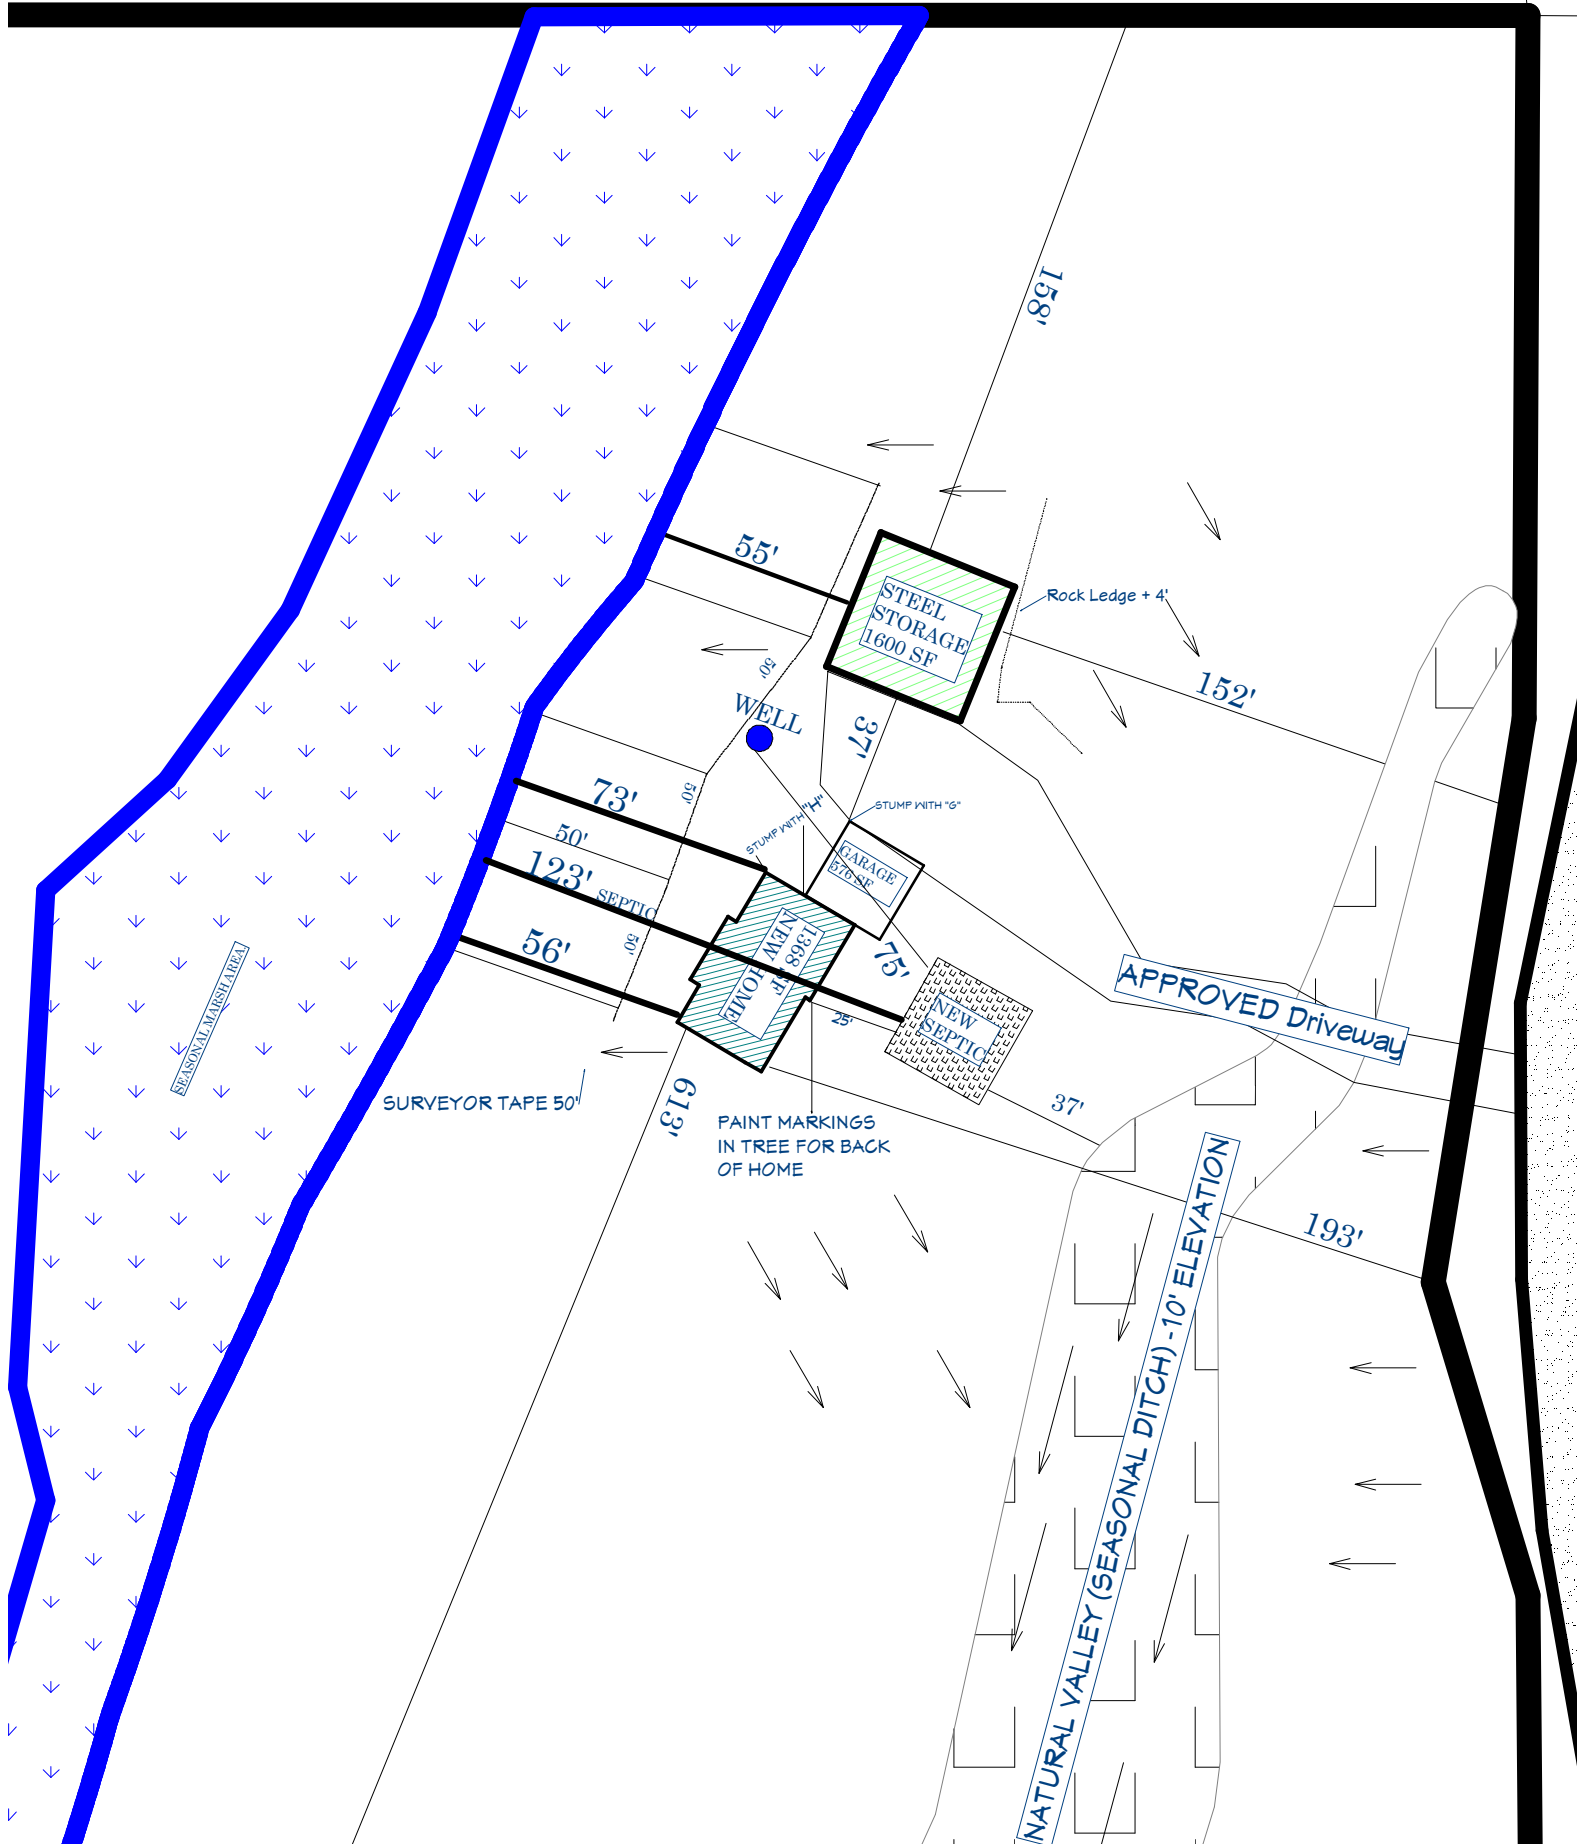 158'
55'
STEEL
STORAGE
1600 SF
Rock Ledge + 4'
152'
50'
WELL
37'
73'
50'
STUMP WITH "H"
STUMP WITH "G"
50'
GARAGE
576 SF
123' SEPTIC
56'
50'
1368 SF
NEW HOME
75'
25'
NEW
SEPTIC
APPROVED Driveway
SEASONAL MARSH AREA
SURVEYOR TAPE 50'
613'
37'
PAINT MARKINGS
IN TREE FOR BACK
OF HOME
193'
NATURAL VALLEY (SEASONAL DITCH) -10' ELEVATION